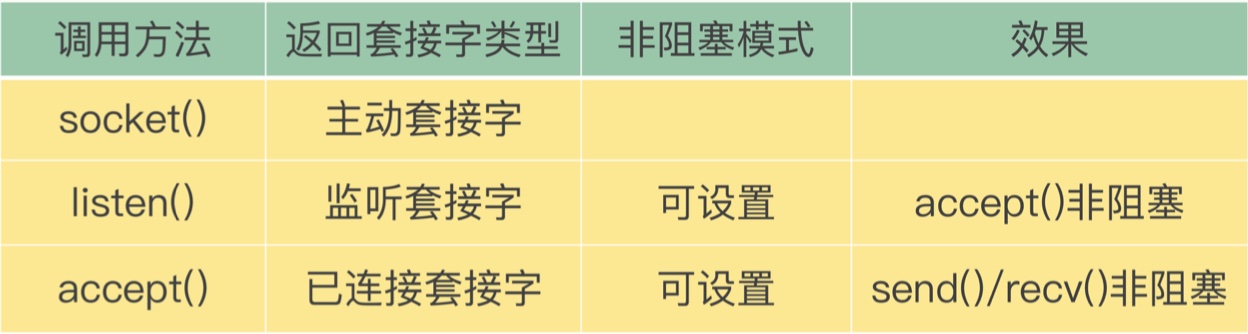 调用方法 返回套接字类型 非阻塞模式 效果
socket() 主动套接字
listen() 监听套接字 可设置 accept()非阻塞
accept() 已连接套接字 可设置 send()/recv()非阻塞